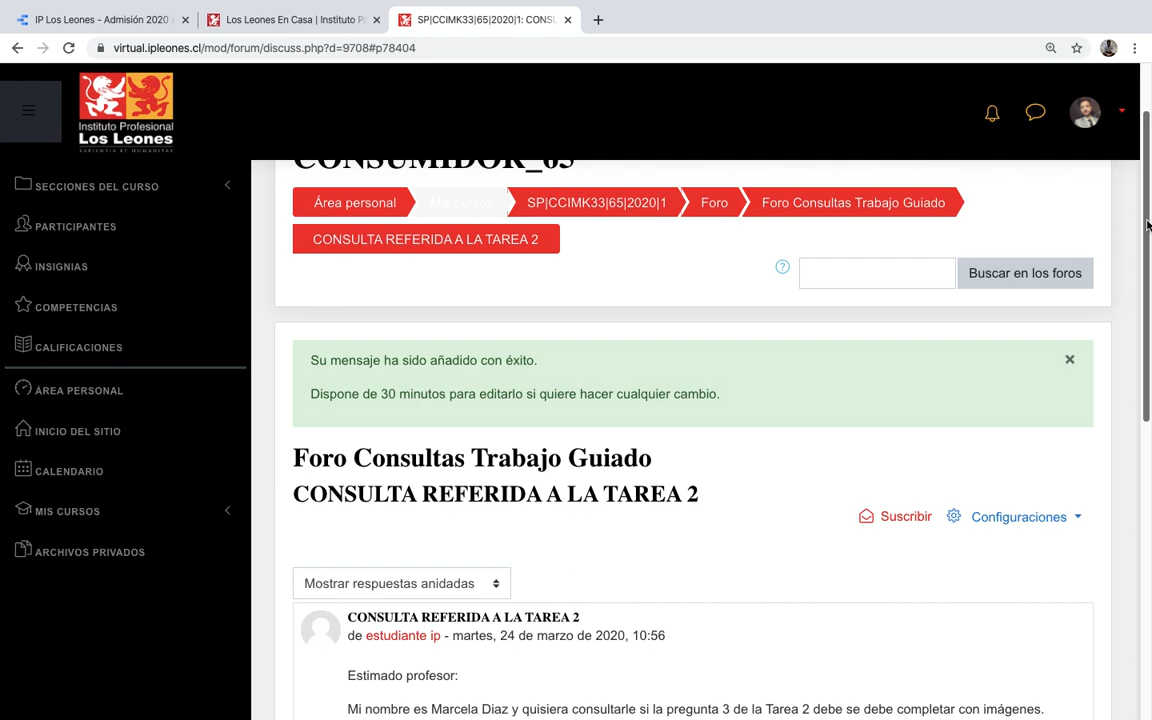 IP Los Leones - Admisión 2020
Los Leones En Casa | Instituto P
SP|CCIMK33|65|2020|1: CONSU
virtual.ipleones.cl/mod/forum/discuss.php?d=9708#p78404
Instituto Profesional
Los Leones
SAPIENTIA ET HUMANITAS
SECCIONES DEL CURSO
PARTICIPANTES
INSIGNIAS
COMPETENCIAS
CALIFICACIONES
ÁREA PERSONAL
INICIO DEL SITIO
CALENDARIO
MIS CURSOS
ARCHIVOS PRIVADOS
CONSUMIDOR_65
Área personal
Mis cursos
SP|CCIMK33|65|2020|1
Foro
Foro Consultas Trabajo Guiado
CONSULTA REFERIDA A LA TAREA 2
Buscar en los foros
Su mensaje ha sido añadido con éxito.
Dispone de 30 minutos para editarlo si quiere hacer cualquier cambio.
Foro Consultas Trabajo Guiado
CONSULTA REFERIDA A LA TAREA 2
Suscribir
Configuraciones
Mostrar respuestas anidadas
CONSULTA REFERIDA A LA TAREA 2
de estudiante ip - martes, 24 de marzo de 2020, 10:56
Estimado profesor:
Mi nombre es Marcela Diaz y quisiera consultarle si la pregunta 3 de la Tarea 2 debe se debe completar con imágenes.